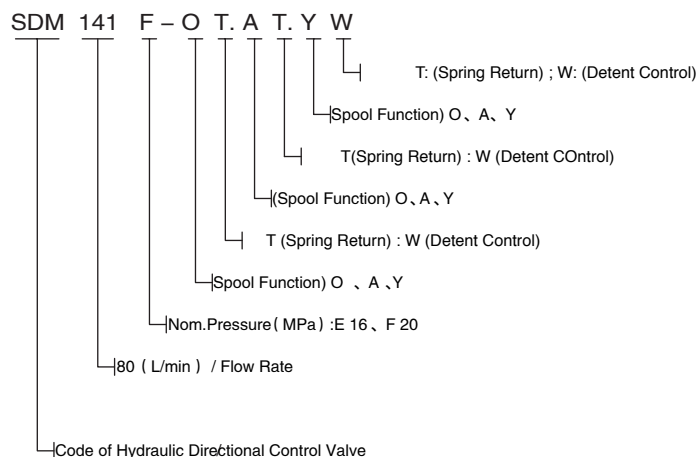 SDM 141 F – O T. A T. Y W
T: (Spring Return) ; W: (Detent Control)
Spool Function) O、A、Y
T(Spring Return) : W (Detent COntrol)
(Spool Function) O、A、Y
T (Spring Return) : W (Detent Control)
Spool Function) O 、A 、Y
Nom.Pressure( MPa ) :E 16 、F 20
80 ( L/min ) / Flow Rate
Code of Hydraulic Directional Control Valve